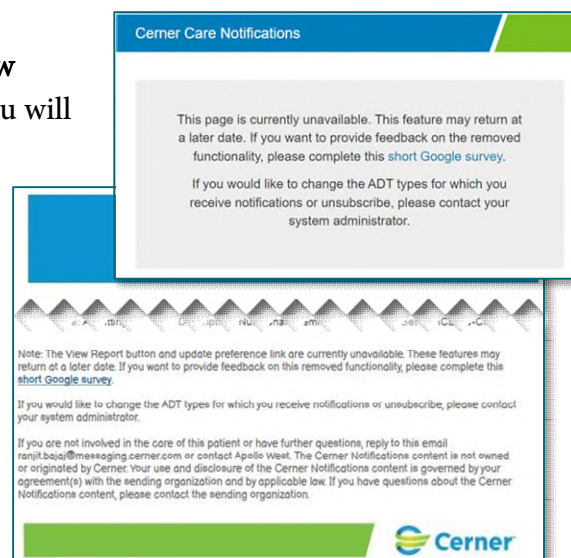 w
u will
Cerner Care Notifications
This page is currently unavailable. This feature may return at
a later date. If you want to provide feedback on the removed
functionality, please complete this short Google survey.
If you would like to change the ADT types for which you
receive notifications or unsubscribe, please contact your
system administrator.
Note: The View Report button and update preference link are currently unavailable. These features may
return at a later date. If you want to provide feedback on this removed functionality, please complete this
short Google survey.
If you would like to change the ADT types for which you receive notifications or unsubscribe, please contact
your system administrator.
If you are not involved in the care of this patient or have further questions, reply to this email
ranjit.bajaj@messaging.cerner.com or contact Apollo West. The Cerner Notifications content is not owned
or originated by Cerner. Your use and disclosure of the Cerner Notifications content is governed by your
agreement(s) with the sending organization and by applicable law. If you have questions about the Cerner
Notifications content, please contact the sending organization.
Cerner